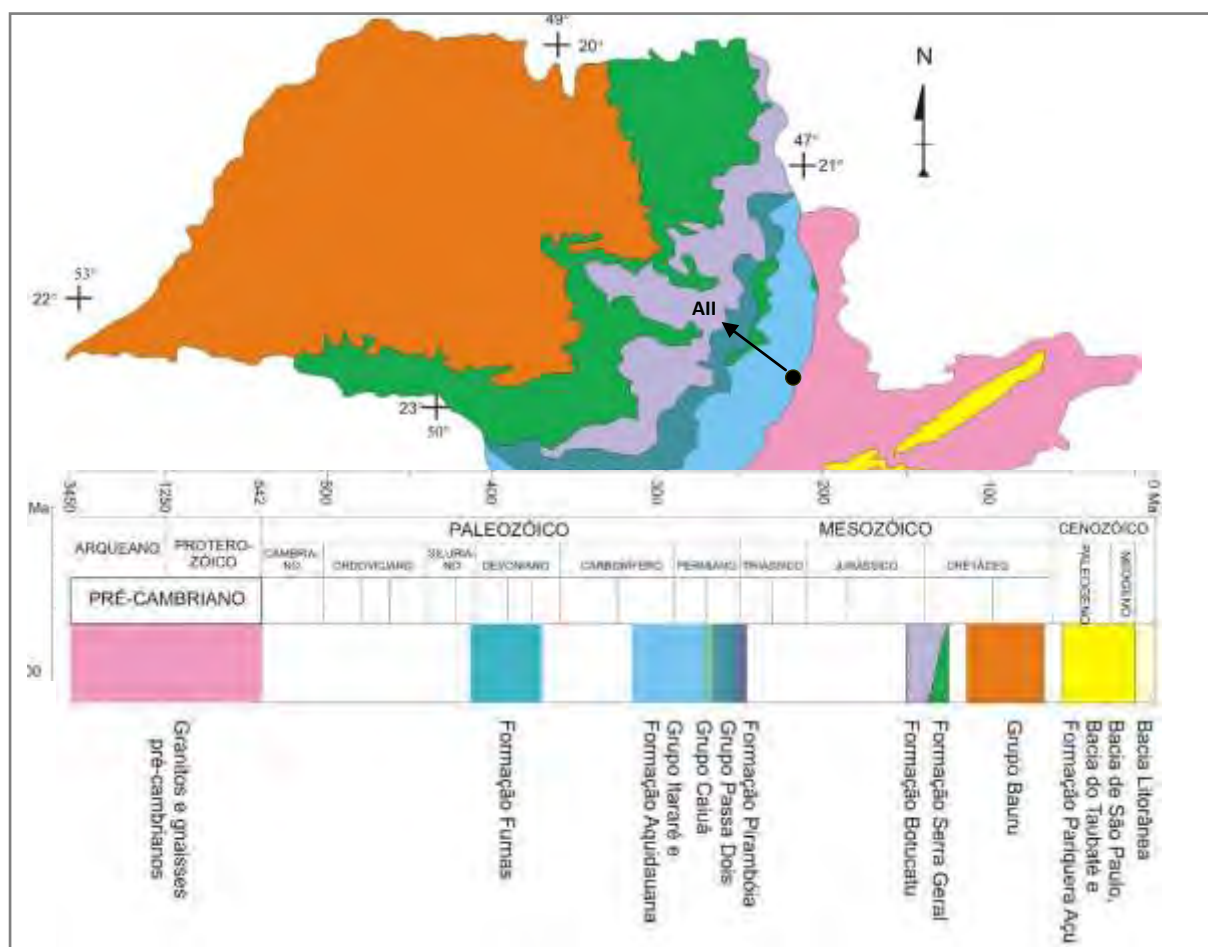 49°
20°
N
47°
21°
53°
22°
AII
23°
50°
Ma
3450
1250
542
500
400
300
200
100
0 Ma
PALEOZÓICO
MESOZÓICO
CENOZÓICO
ARQUEANO
PROTERO-
ZÓICO
CAMBRIA-
NO
ORDOVICIANO
SILURIA-
NO
DEVONIANO
CARBONÍFERO
PERMIANO
TRIÁSSICO
JURÁSSICO
CRETÁCEO
PALEOGENO
NEOGENO
PRÉ-CAMBRIANO
00
Granitos e gnaisses
pré-cambrianos
Formação Furnas
Grupo Itararé e
Formação Aquidauana
Grupo Caiuá
Grupo Passa Dois
Formação Pirambóia
Formação Botucatu
Formação Serra Geral
Grupo Bauru
Bacia de São Paulo,
Bacia do Taubaté e
Formação Pariquera Açu
Bacia Litorânea